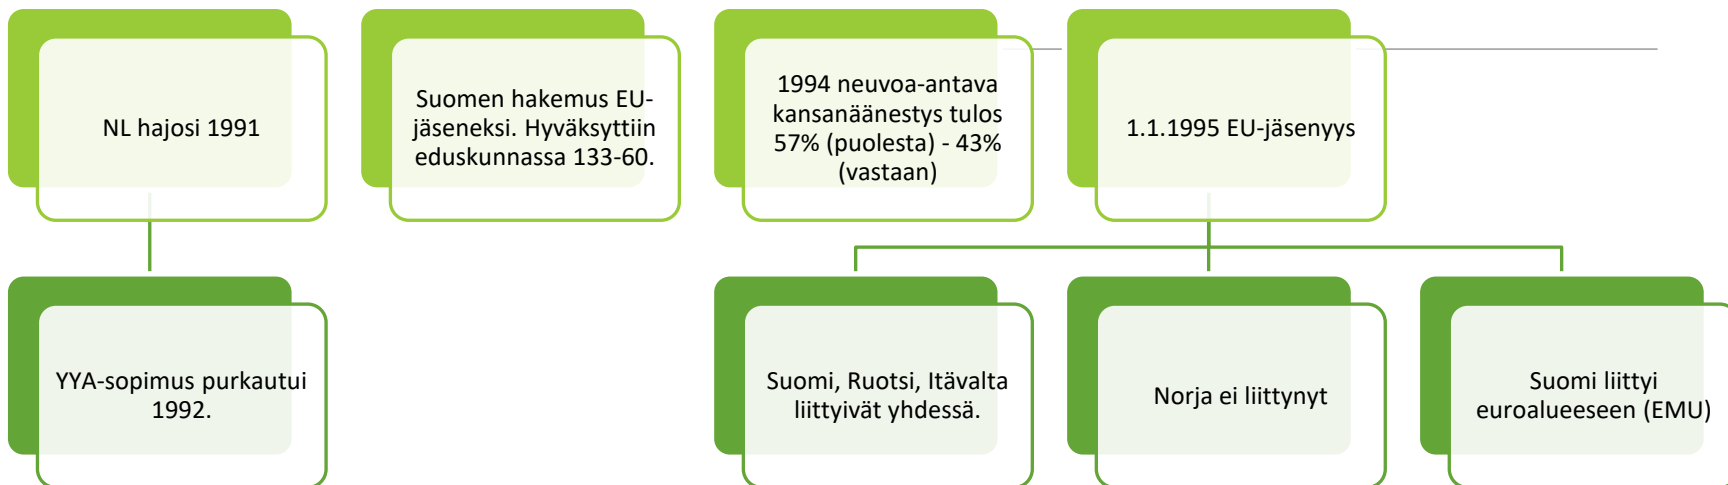 NL hajosi 1991
Suomen hakemus EU-
jäseneksi. Hyväksyttiin
eduskunnassa 133-60.
1994 neuvoa-antava
kansanäänestys tulos
57% (puolesta) - 43%
(vastaan)
1.1.1995 EU-jäsenyys
YYA-sopimus purkautui
1992.
Suomi, Ruotsi, Itävalta
liittyivät yhdessä.
Norja ei liittynyt
Suomi liittyi
euroalueeseen (EMU)